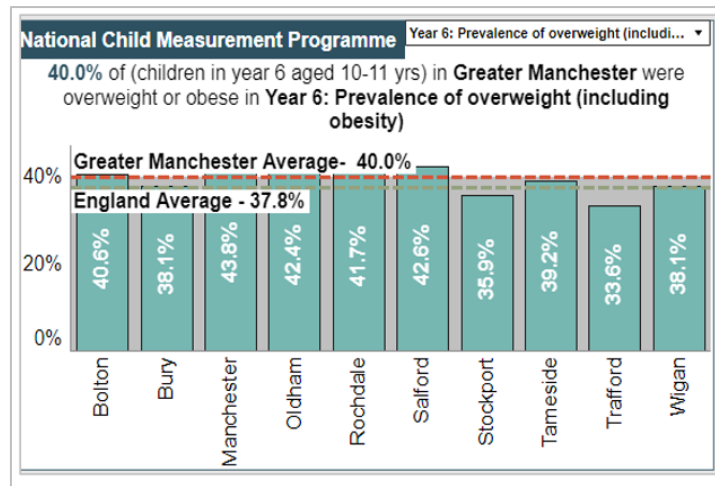 National Child Measurement Programme
Year 6: Prevalence of overweight (includi...
40.0% of (children in year 6 aged 10-11 yrs) in Greater Manchester were
overweight or obese in Year 6: Prevalence of overweight (including
obesity)
Greater Manchester Average- 40.0%
England Average - 37.8%
40%
20%
0%
40.6%
38.1%
43.8%
42.4%
41.7%
42.6%
35.9%
39.2%
33.6%
38.1%
Bolton
Bury
Manchester
Oldham
Rochdale
Salford
Stockport
Tameside
Trafford
Wigan